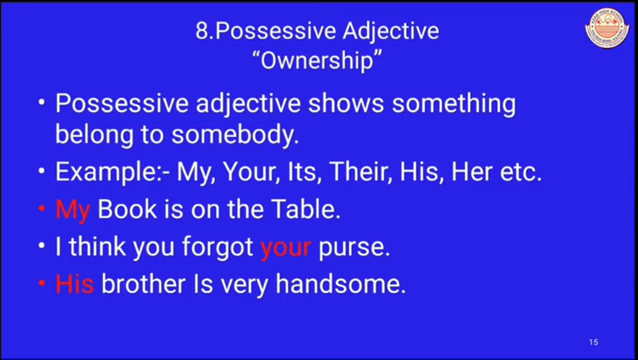 8.Possessive Adjective
“Ownership”
• Possessive adjective shows something
belong to somebody.
• Example:- My, Your, Its, Their, His, Her etc.
• My Book is on the Table.
• I think you forgot your purse.
• His brother Is very handsome.
15